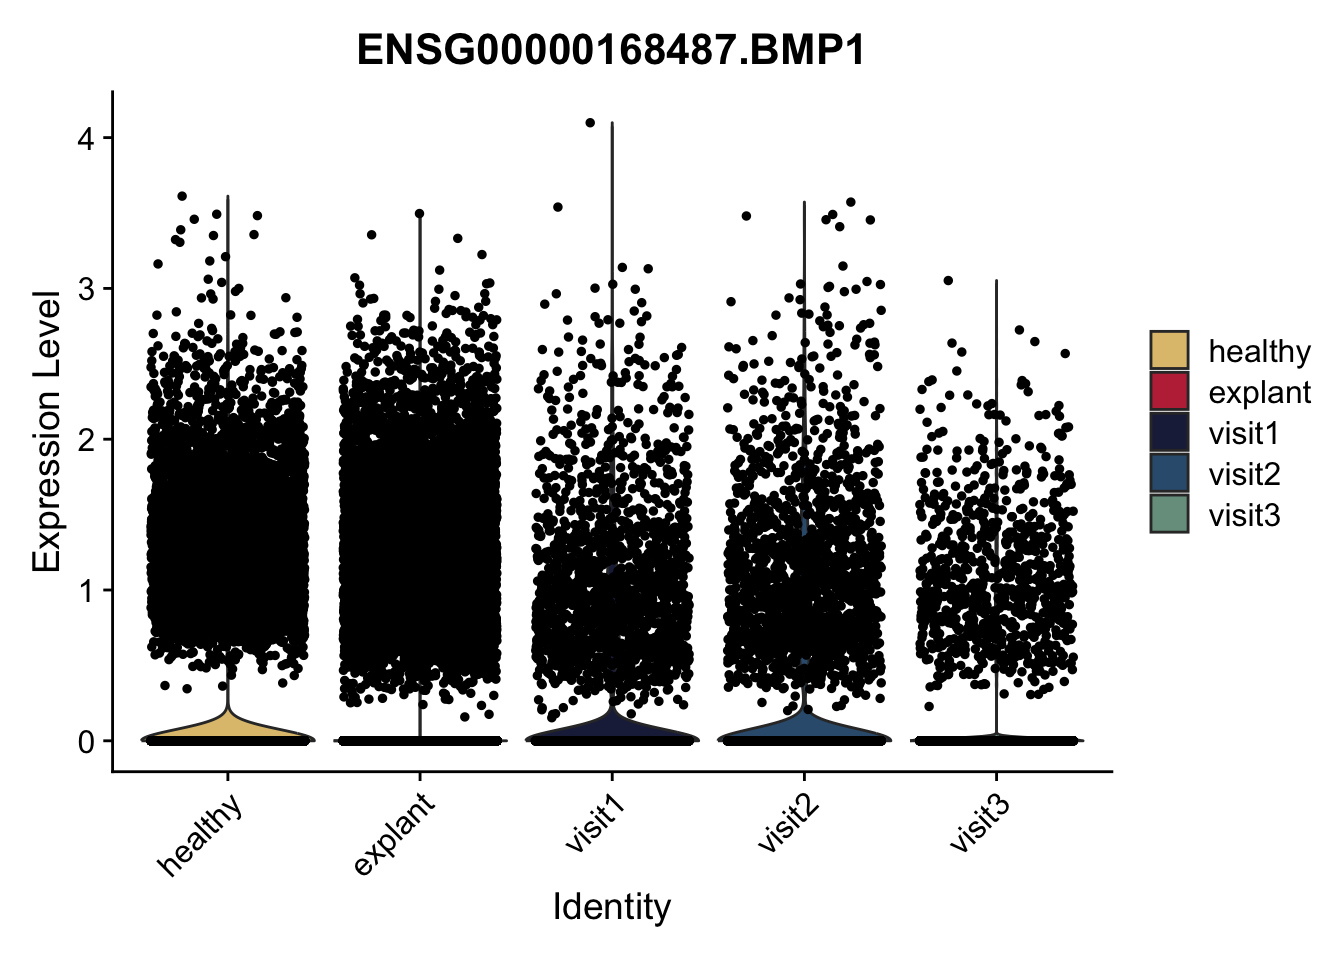 ENSG00000168487.BMP1
Expression Level
4
3
2
1
0
healthy
explant
visit1
visit2
visit3
Identity
healthy
explant
visit1
visit2
visit3